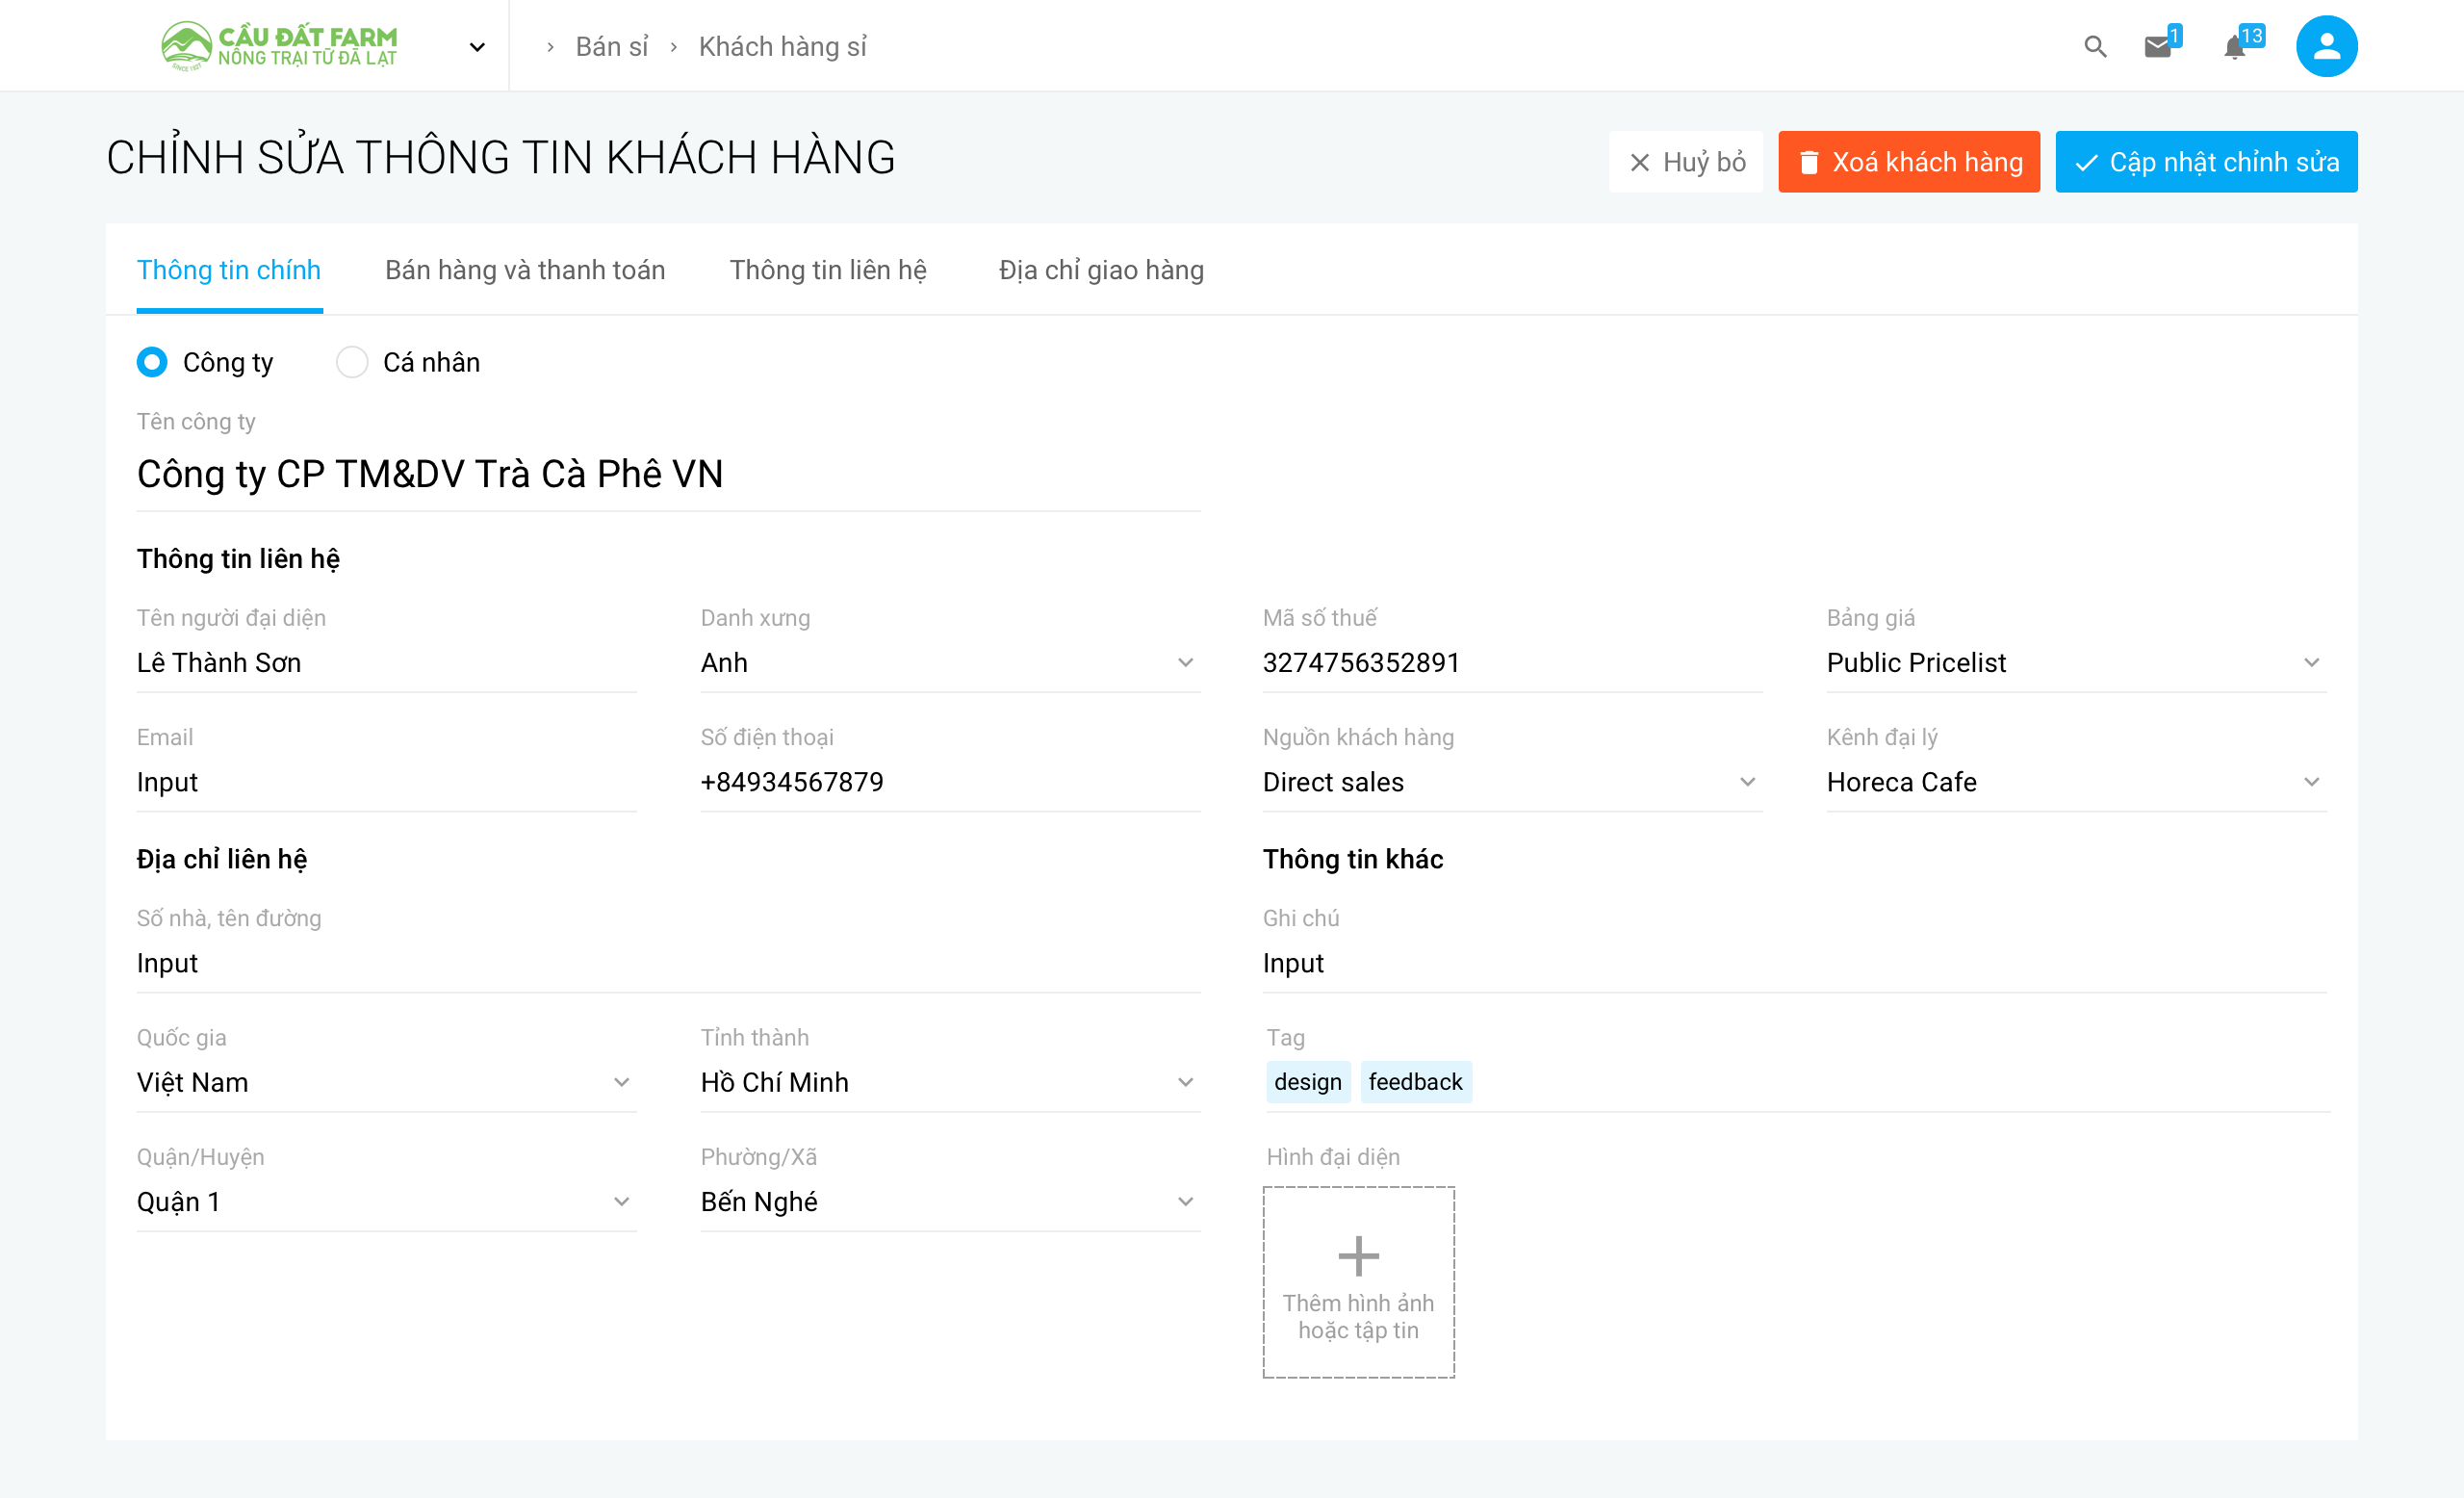 CẦU ĐẤT FARM
NÔNG TRẠI TỪ ĐÀ LẠT
SINCE 1927
› Bán sỉ › Khách hàng sỉ
1
13
CHỈNH SỬA THÔNG TIN KHÁCH HÀNG
Huỷ bỏ
Xoá khách hàng
Cập nhật chỉnh sửa
Thông tin chính
Bán hàng và thanh toán
Thông tin liên hệ
Địa chỉ giao hàng
Công ty
Cá nhân
Tên công ty
Công ty CP TM&DV Trà Cà Phê VN
Thông tin liên hệ
Tên người đại diện
Danh xưng
Mã số thuế
Bảng giá
Lê Thành Sơn
Anh
3274756352891
Public Pricelist
Email
Số điện thoại
Nguồn khách hàng
Kênh đại lý
Input
+84934567879
Direct sales
Horeca Cafe
Địa chỉ liên hệ
Thông tin khác
Số nhà, tên đường
Ghi chú
Input
Input
Quốc gia
Tỉnh thành
Tag
Việt Nam
Hồ Chí Minh
design
feedback
Quận/Huyện
Phường/Xã
Hình đại diện
Quận 1
Bến Nghé
Thêm hình ảnh
hoặc tập tin